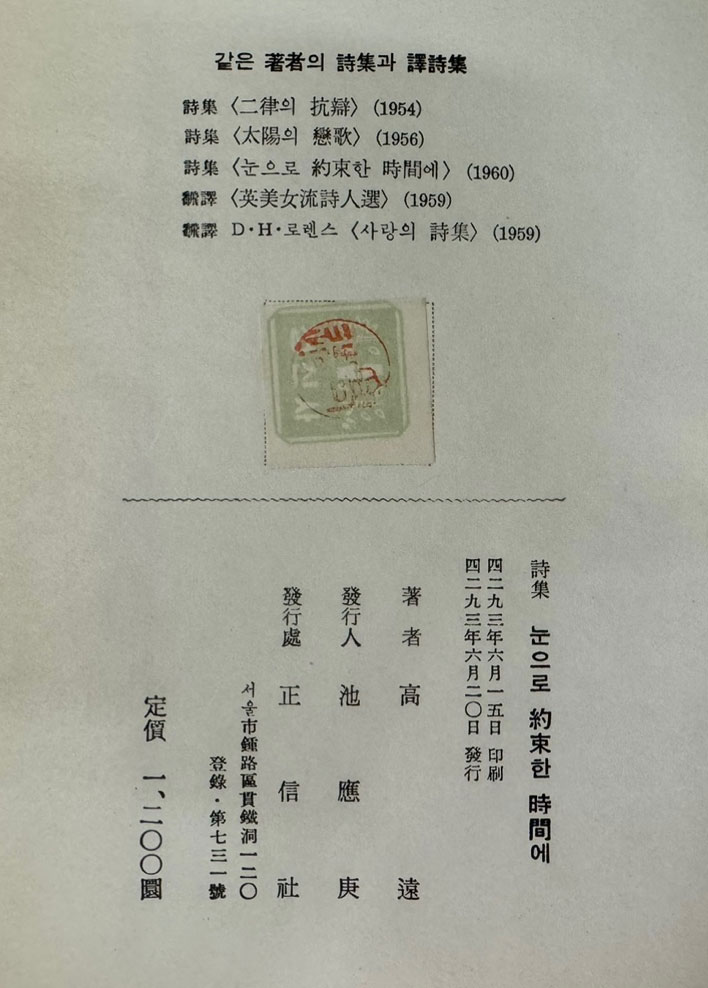 같은 著者의 詩集과 譯詩集
詩集 〈二律의 抗辯〉 (1954)
詩集 〈太陽의 戀歌〉 (1956)
詩集 〈눈으로 約束한 時間에〉 (1960)
飜譯 〈英美女流詩人選〉 (1959)
飜譯 D·H·로렌스 〈사랑의 詩集〉 (1959)
詩集 눈으로 約束한 時間에
四二九三年六月一五日 印刷
四二九三年六月二〇日 發行
著者 高遠
發行人 池應庚
發行處 正信社
서울市鍾路區貫鐵洞一二〇
登錄·第七三一號
定價 一、二〇〇圜